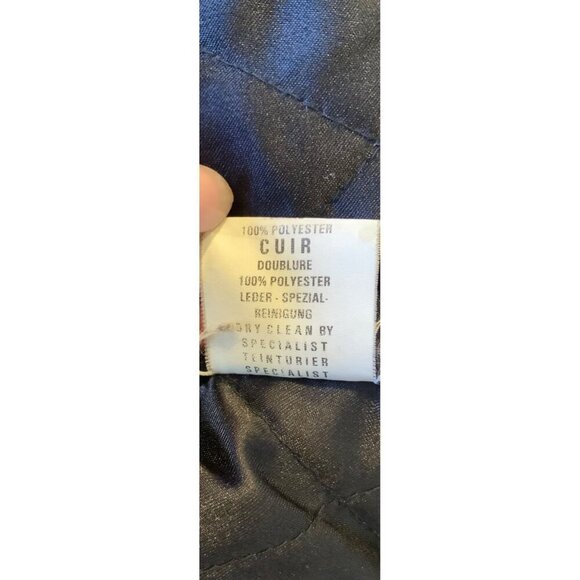 100% POLYESTER
CUIR
DOUBLURE
100% POLYESTER
LEDER - SPEZIAL-
REINIGUNG
DRY CLEAN BY
SPECIALIST
TEINTURIER
SPECIALIST